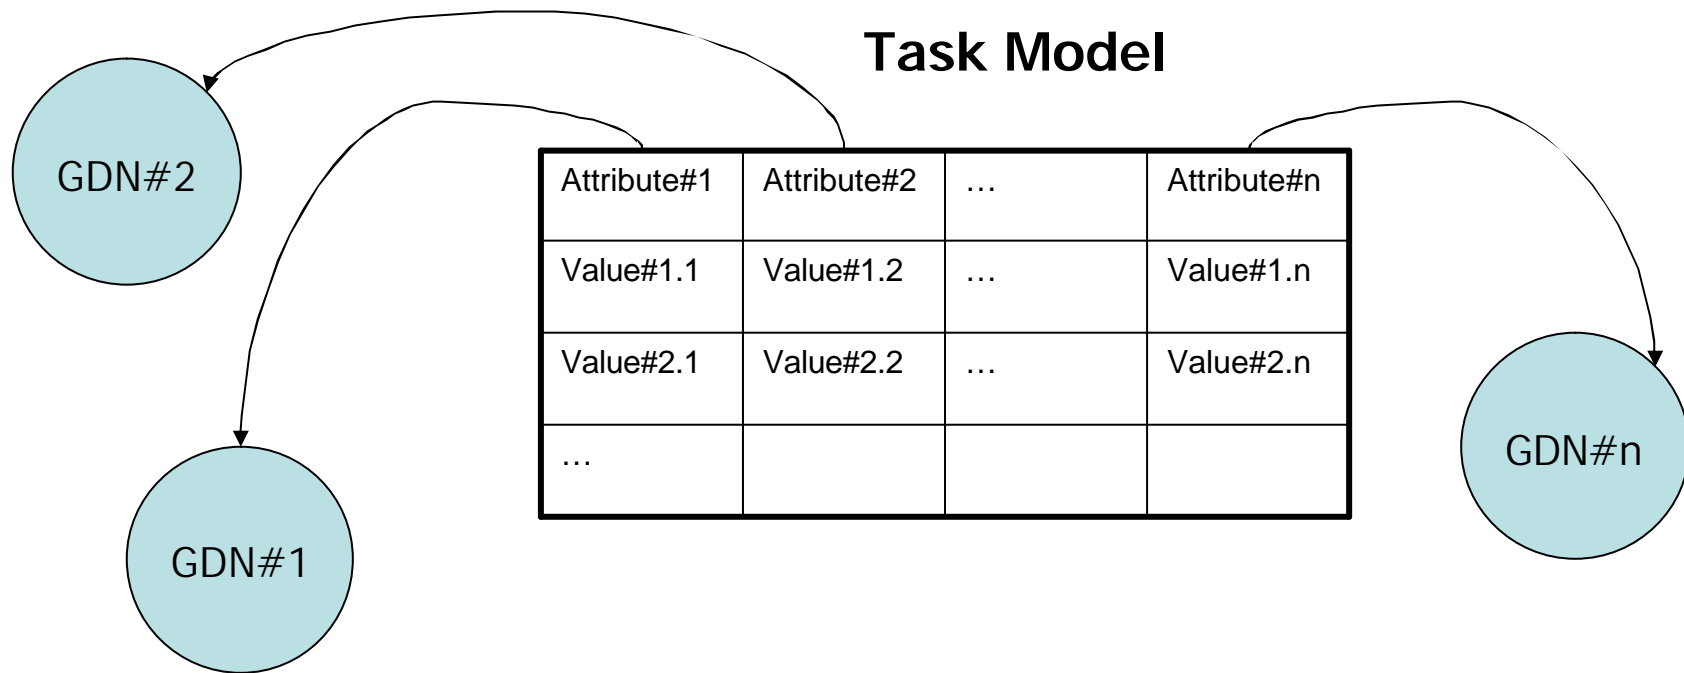 Task Model
GDN#2
Attribute#1 Attribute#2 … Attribute#n
Value#1.1 Value#1.2 … Value#1.n
Value#2.1 Value#2.2 … Value#2.n
…
GDN#n
GDN#1